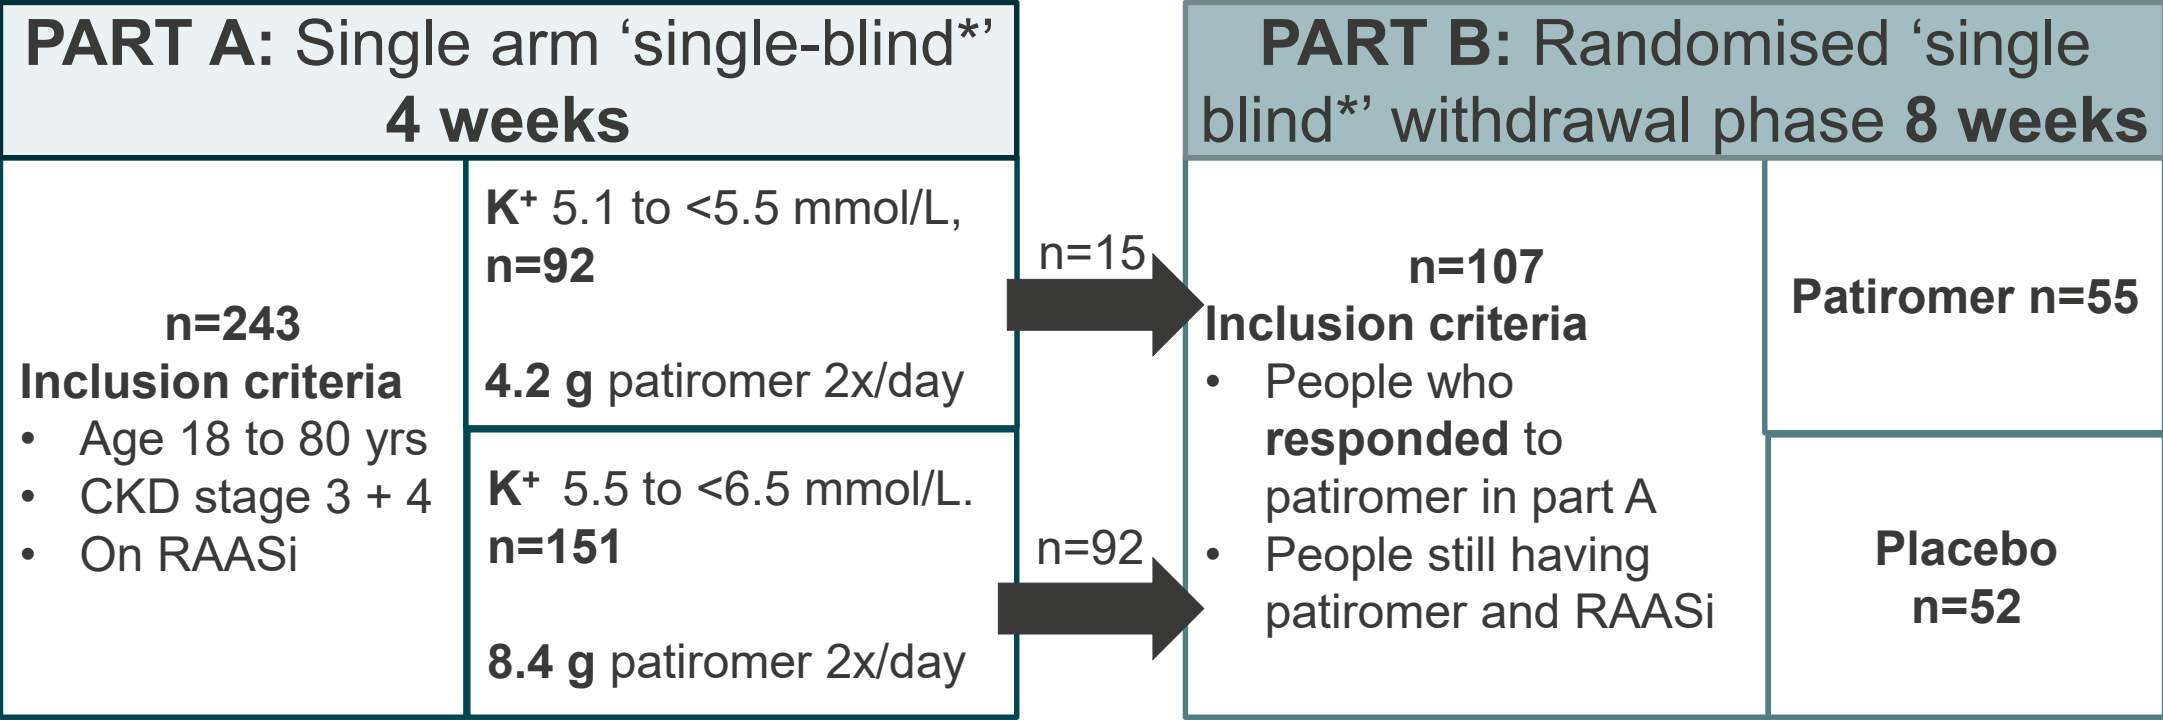 PART A: Single arm ‘single-blind*’
4 weeks
n=243
Inclusion criteria
• Age 18 to 80 yrs
• CKD stage 3 + 4
• On RAASi
K+ 5.1 to <5.5 mmol/L,
n=92
4.2 g patiromer 2x/day
K+ 5.5 to <6.5 mmol/L.
n=151
8.4 g patiromer 2x/day
n=15
n=92
PART B: Randomised ‘single
blind*’ withdrawal phase 8 weeks
n=107
Inclusion criteria
• People who
responded to
patiromer in part A
• People still having
patiromer and RAASi
Patiromer n=55
Placebo
n=52